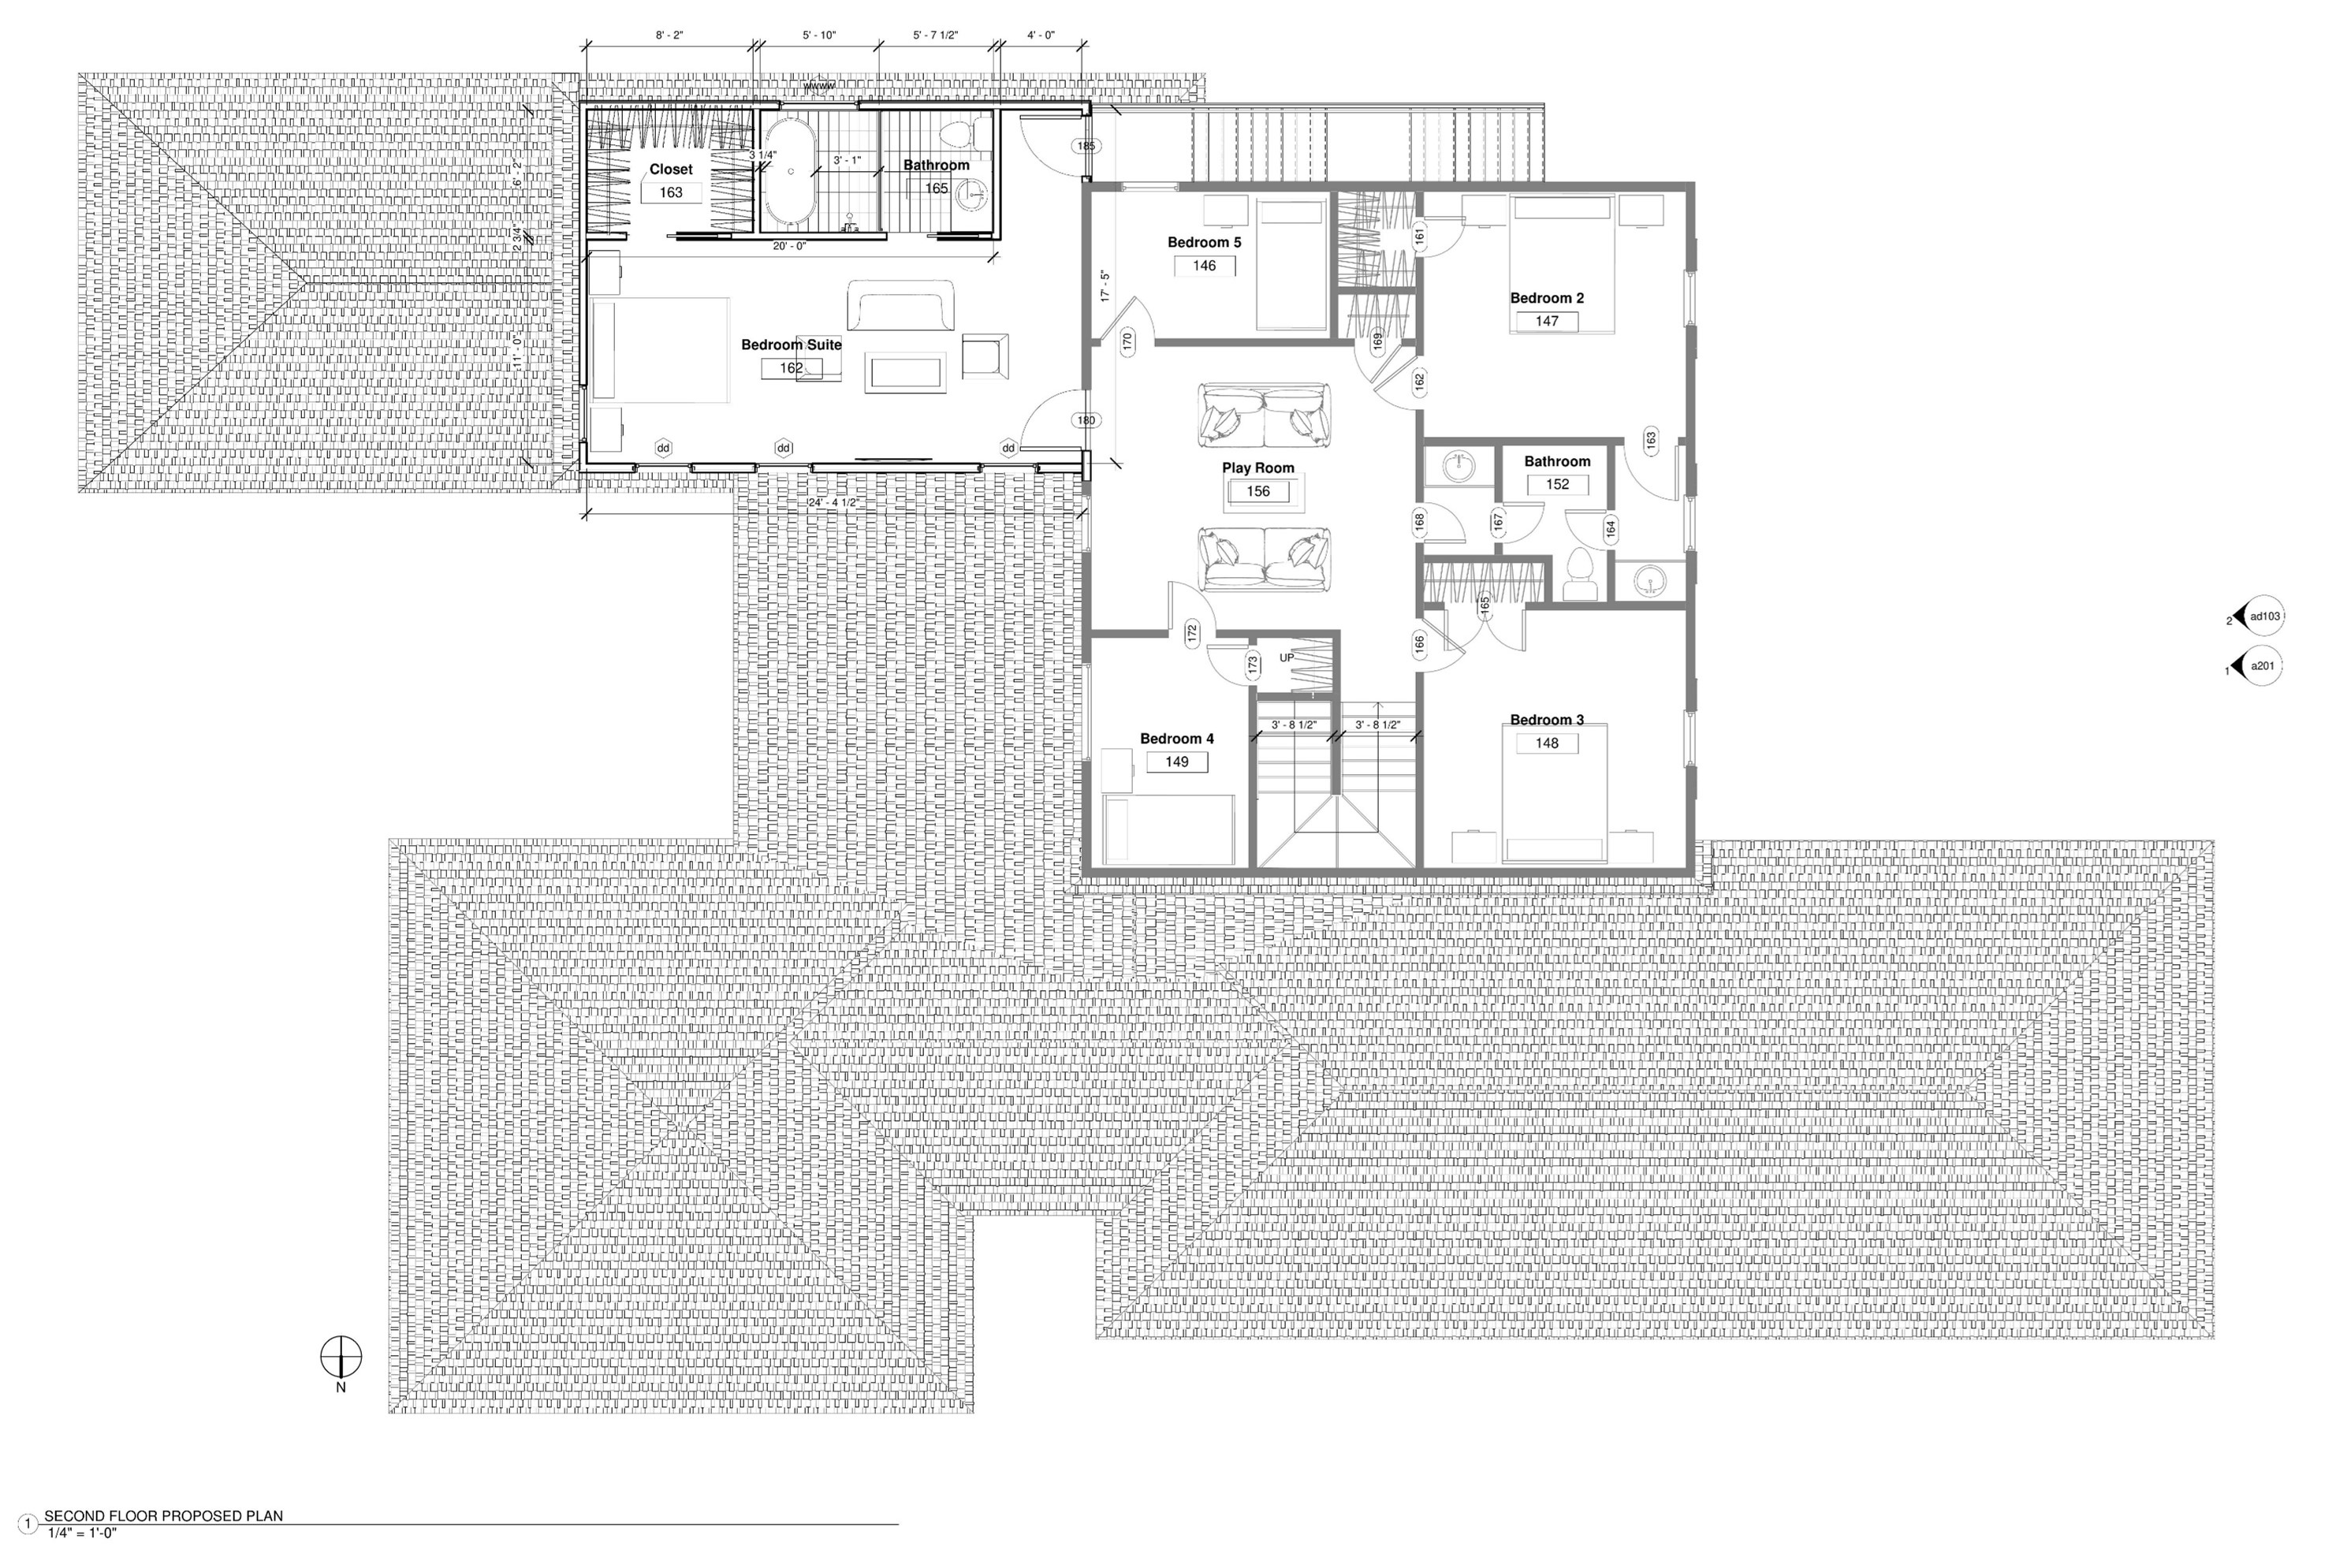 8' - 2"
5' - 10"
5' - 7 1/2"
4' - 0"
wwww
6' - 2"
2 3/4"
11' - 0"
Closet
163
3 1/4"
3' - 1"
Bathroom
165
185
20' - 0"
17' - 5"
Bedroom Suite
162
180
dd
dd
dd
24' - 4 1/2"
Bedroom 5
146
170
161
169
162
Bedroom 2
147
163
Play Room
156
Bathroom
152
168
167
164
165
166
172
173
UP
3' - 8 1/2"
3' - 8 1/2"
Bedroom 4
149
Bedroom 3
148
2
ad103
1
a201
N
1
SECOND FLOOR PROPOSED PLAN
1/4" = 1'-0"